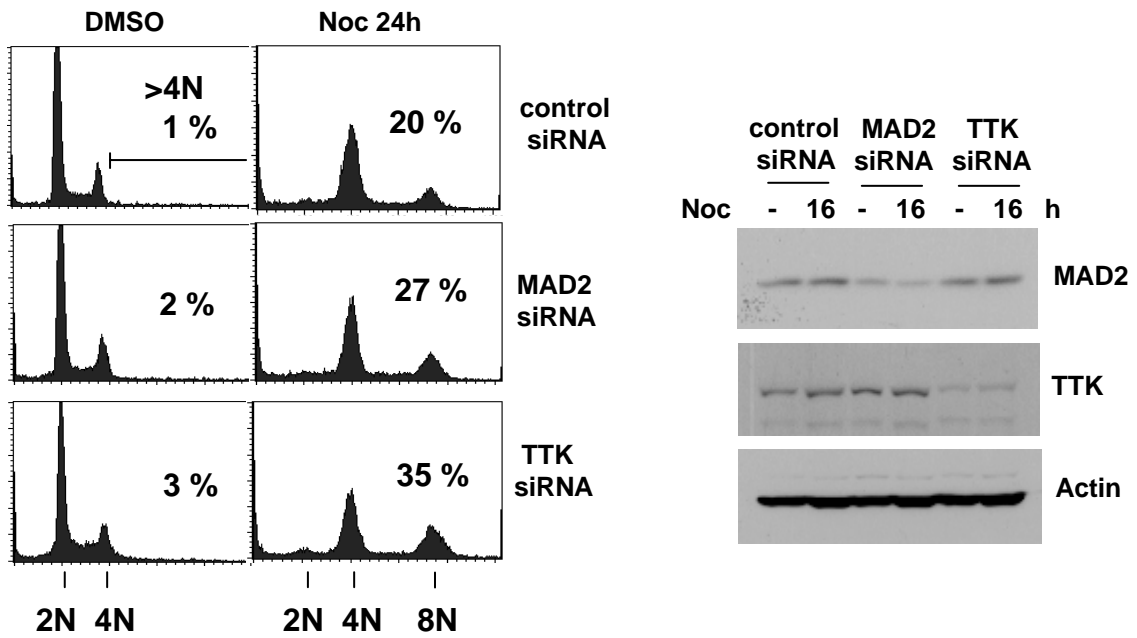 DMSO
Noc 24h
>4N
1 %
20 %
control
siRNA
2 %
27 %
MAD2
siRNA
3 %
35 %
TTK
siRNA
2N 4N
2N 4N 8N
control MAD2 TTK
siRNA siRNA siRNA
Noc - 16 - 16 - 16 h
MAD2
TTK
Actin